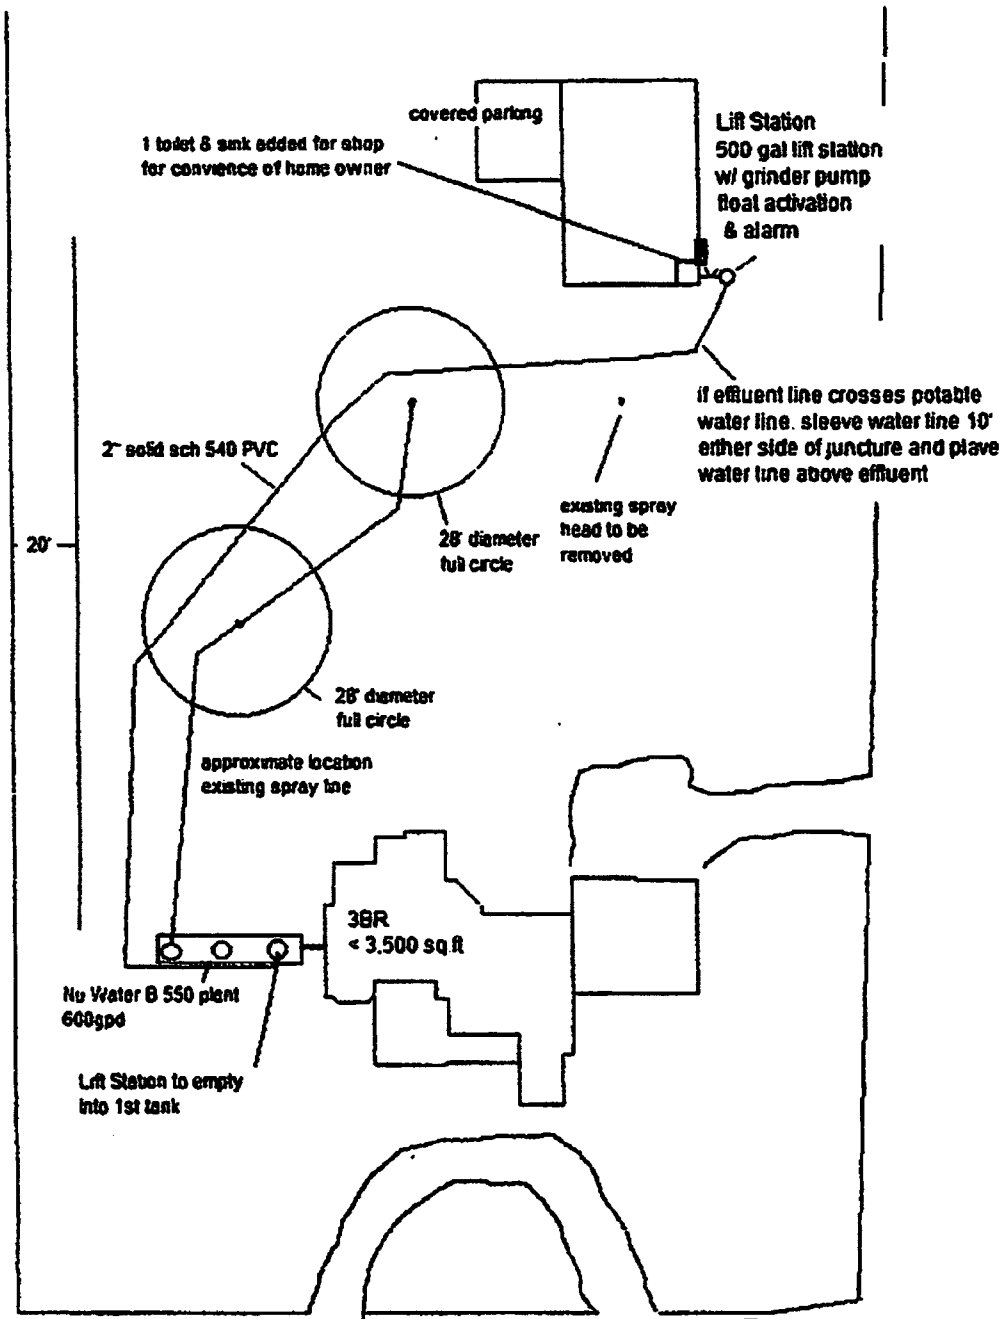 covered parking
1 toilet & sink added for shop
for convience of home owner
Lift Station
500 gal lift station
w/ grinder pump
float activation
& alarm
if effluent line crosses potable
water line. sleeve water line 10'
either side of juncture and plave
water line above effluent
2" solid sch 540 PVC
existing spray
head to be
removed
28' diameter
full circle
20'
28' diameter
full circle
approximate location
existing spray line
3BR
< 3,500 sq.ft
Nu Water B 550 plant
600gpd
Lift Station to empty
into 1st tank